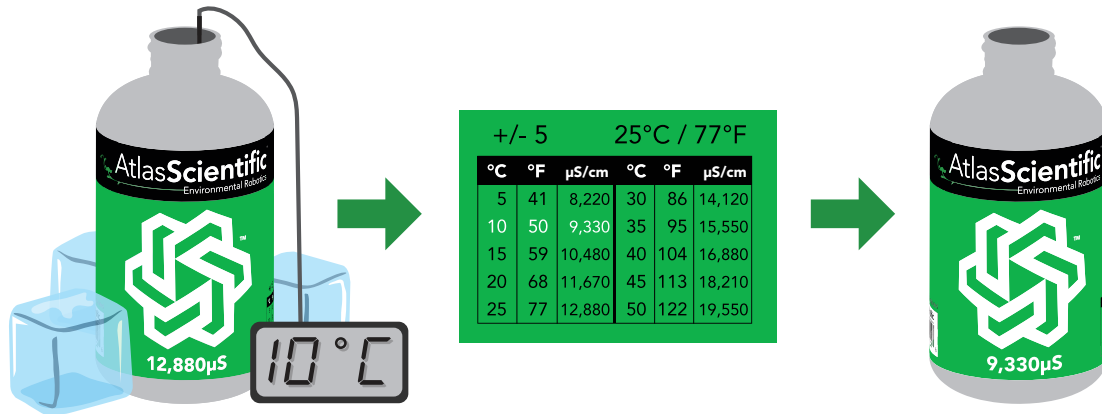 AtlasScientific
Environmental Robotics
™
12,880µS
10°C
+/- 5 25°C / 77°F
°C °F µS/cm °C °F µS/cm
5 41 8,220 30 86 14,120
10 50 9,330 35 95 15,550
15 59 10,480 40 104 16,880
20 68 11,670 45 113 18,210
25 77 12,880 50 122 19,550
AtlasScientific
Environmental Robotics
™
9,330µS